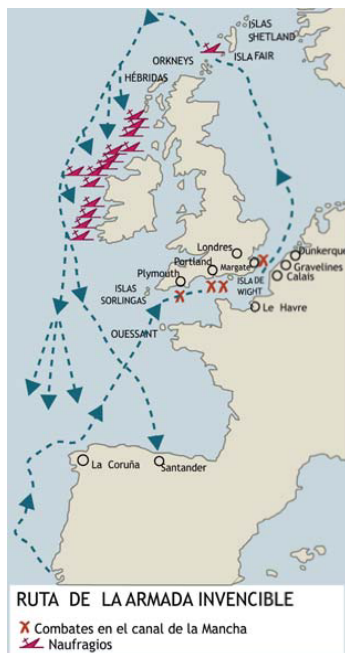 ISLAS
SHETLAND
ORKNEYS
ISLA FAIR
HÉBRIDAS
Londres
Portland
Margate
Plymouth
ISLA DE
WIGHT
Dunkerque
Gravelines
Calais
ISLAS
SORLINGAS
Le Havre
OUESSANT
La Coruña
Santander
RUTA DE LA ARMADA INVENCIBLE
X Combates en el canal de la Mancha
Naufragios